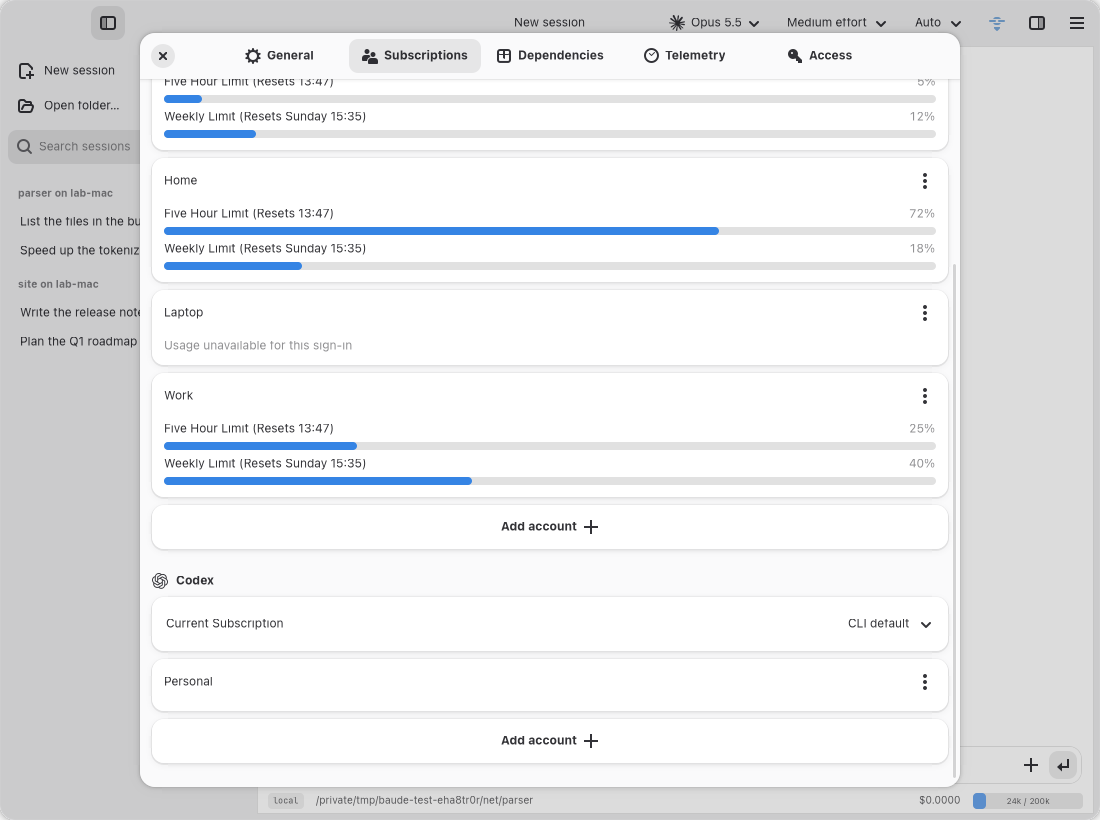 New session
Opus 5.5
Medium effort
Auto
General
Subscriptions
Dependencies
Telemetry
Access
New session
Open folder...
Search sessions
parser on lab-mac
List the files in the bu
Speed up the tokeniz
site on lab-mac
Write the release note
Plan the Q1 roadmap
Five Hour Limit (Resets 13:47)
5%
Weekly Limit (Resets Sunday 15:35)
12%
Home
Five Hour Limit (Resets 13:47)
72%
Weekly Limit (Resets Sunday 15:35)
18%
Laptop
Usage unavailable for this sign-in
Work
Five Hour Limit (Resets 13:47)
25%
Weekly Limit (Resets Sunday 15:35)
40%
Add account
Codex
Current Subscription
CLI default
Personal
Add account
local
/private/tmp/baude-test-eha8tr0r/net/parser
$0.0000
24k / 200k